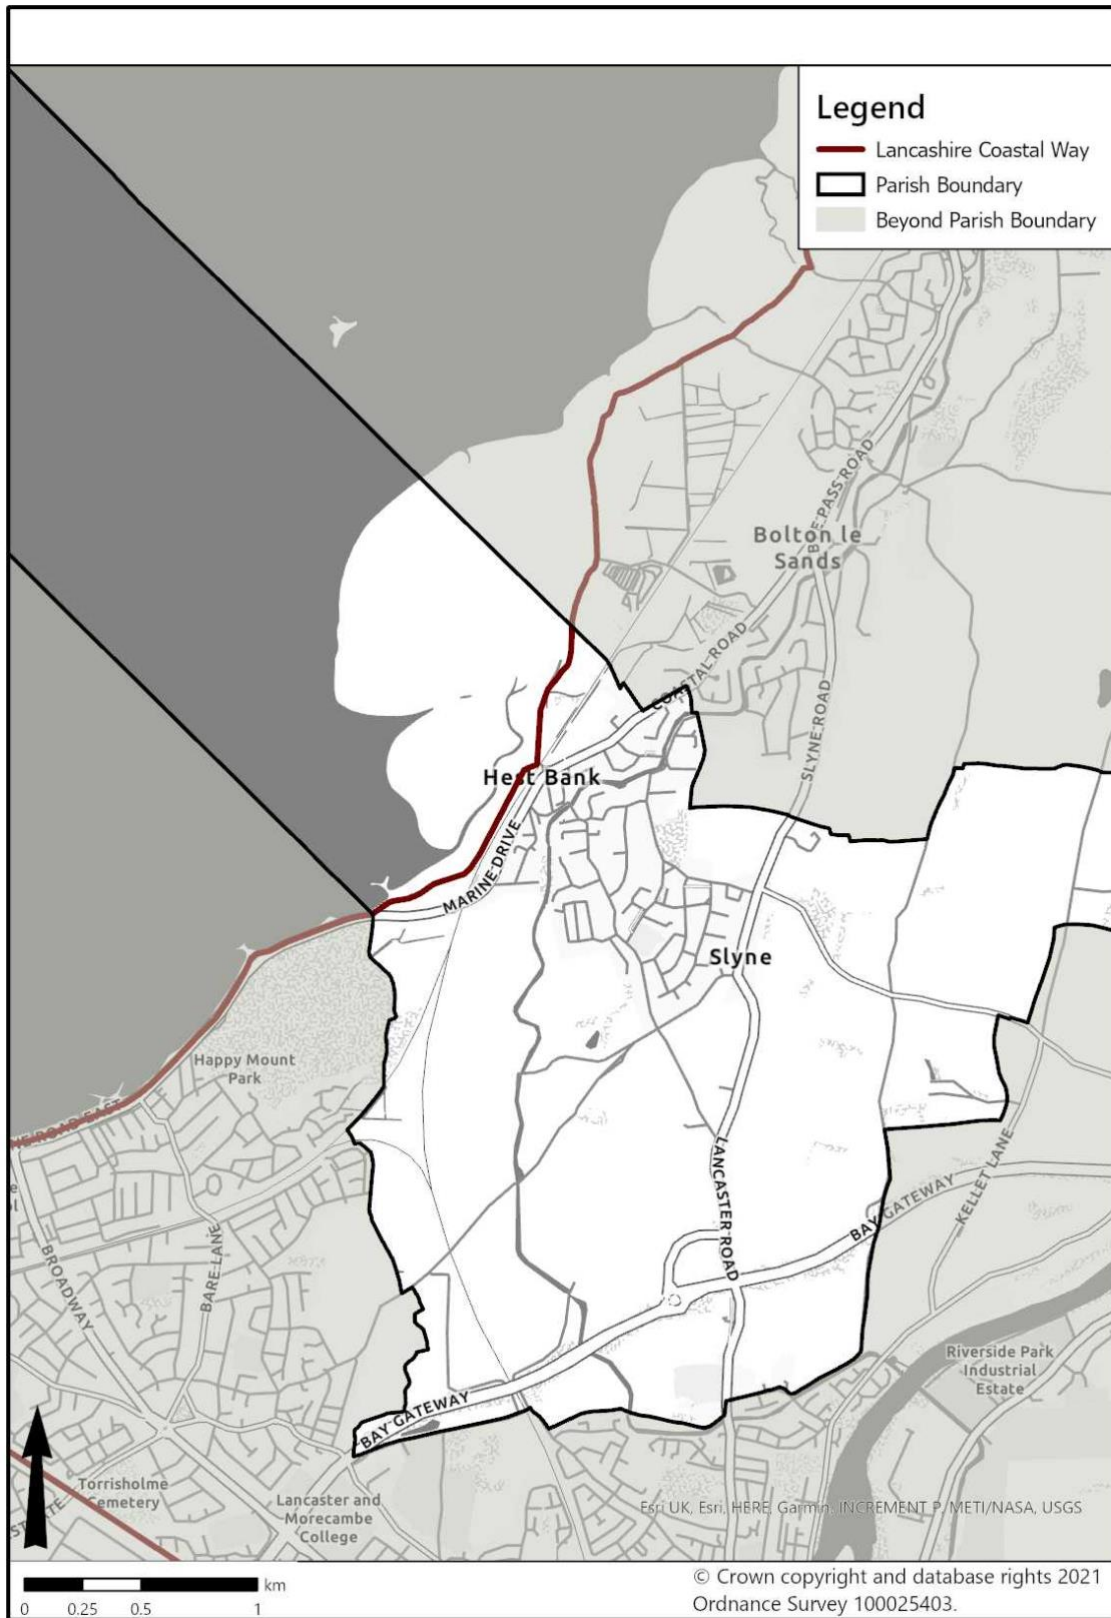 Legend
Lancashire Coastal Way
Parish Boundary
Beyond Parish Boundary
BYE PASS ROAD
Bolton le
Sands
COASTAL ROAD
SLYNE ROAD
Hest Bank
MARINE DRIVE
Slyne
Happy Mount
Park
ROAD EAST
LANCASTER ROAD
KELLET LANE
BAY GATEWAY
BROADWAY
BARE LANE
Riverside Park
Industrial
Estate
BAY GATEWAY
Torrisholme
Cemetery
Lancaster and
Morecambe
College
Esri UK, Esri, HERE, Garmin, INCREMENT P, METI/NASA, USGS
km
0 0.25 0.5 1
© Crown copyright and database rights 2021
Ordnance Survey 100025403.